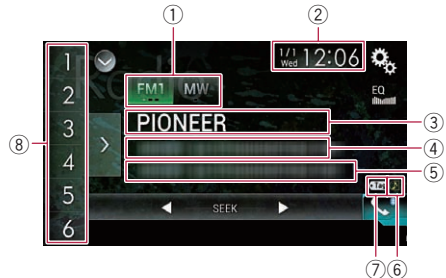 ① ②
1 1/1 Wed 12:06
2 FM1 MW EQ
3 PIONEER ③
④
4
⑤
⑧
5
SEEK
6
⑦ ⑥